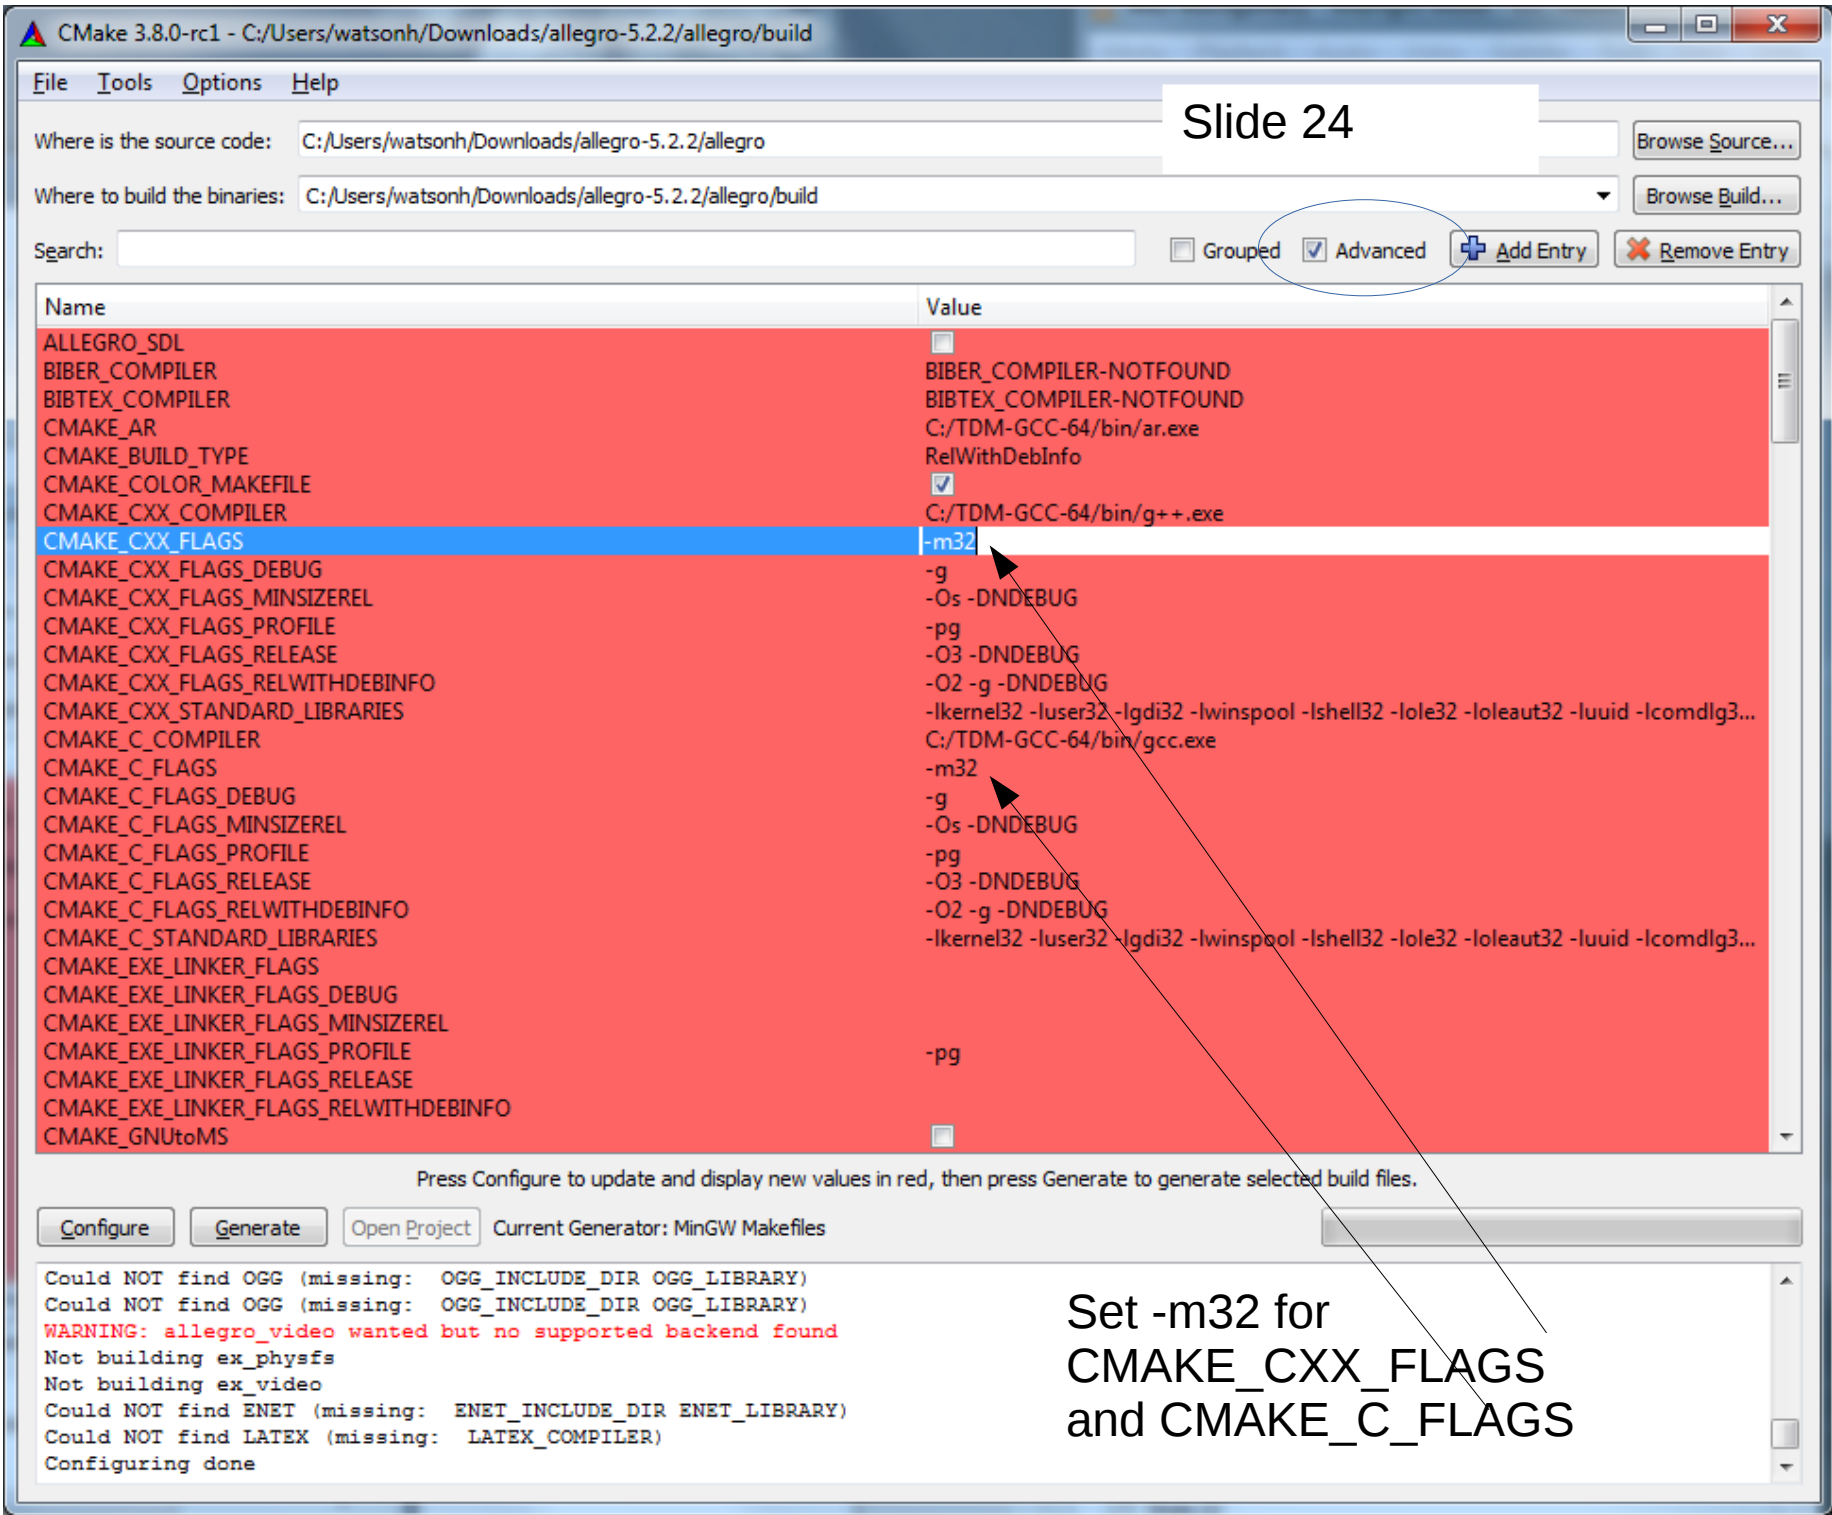 CMake 3.8.0-rc1 - C:/Users/watsonh/Downloads/allegro-5.2.2/allegro/build
File Tools Options Help
Slide 24
Where is the source code: C:/Users/watsonh/Downloads/allegro-5.2.2/allegro Browse Source...
Where to build the binaries: C:/Users/watsonh/Downloads/allegro-5.2.2/allegro/build Browse Build...
Search: Grouped Advanced Add Entry Remove Entry
Name Value
ALLEGRO_SDL
BIBER_COMPILER BIBER_COMPILER-NOTFOUND
BIBTEX_COMPILER BIBTEX_COMPILER-NOTFOUND
CMAKE_AR C:/TDM-GCC-64/bin/ar.exe
CMAKE_BUILD_TYPE RelWithDebInfo
CMAKE_COLOR_MAKEFILE
CMAKE_CXX_COMPILER C:/TDM-GCC-64/bin/g++.exe
CMAKE_CXX_FLAGS -m32
CMAKE_CXX_FLAGS_DEBUG -g
CMAKE_CXX_FLAGS_MINSIZEREL -Os -DNDEBUG
CMAKE_CXX_FLAGS_PROFILE -pg
CMAKE_CXX_FLAGS_RELEASE -O3 -DNDEBUG
CMAKE_CXX_FLAGS_RELWITHDEBINFO -O2 -g -DNDEBUG
CMAKE_CXX_STANDARD_LIBRARIES -lkernel32 -luser32 -lgdi32 -lwinspool -lshell32 -lole32 -loleaut32 -luuid -lcomdlg3...
CMAKE_C_COMPILER C:/TDM-GCC-64/bin/gcc.exe
CMAKE_C_FLAGS -m32
CMAKE_C_FLAGS_DEBUG -g
CMAKE_C_FLAGS_MINSIZEREL -Os -DNDEBUG
CMAKE_C_FLAGS_PROFILE -pg
CMAKE_C_FLAGS_RELEASE -O3 -DNDEBUG
CMAKE_C_FLAGS_RELWITHDEBINFO -O2 -g -DNDEBUG
CMAKE_C_STANDARD_LIBRARIES -lkernel32 -luser32 -lgdi32 -lwinspool -lshell32 -lole32 -loleaut32 -luuid -lcomdlg3...
CMAKE_EXE_LINKER_FLAGS
CMAKE_EXE_LINKER_FLAGS_DEBUG
CMAKE_EXE_LINKER_FLAGS_MINSIZEREL
CMAKE_EXE_LINKER_FLAGS_PROFILE -pg
CMAKE_EXE_LINKER_FLAGS_RELEASE
CMAKE_EXE_LINKER_FLAGS_RELWITHDEBINFO
CMAKE_GNUtoMS
Press Configure to update and display new values in red, then press Generate to generate selected build files.
Configure Generate Open Project Current Generator: MinGW Makefiles
Could NOT find OGG (missing: OGG_INCLUDE_DIR OGG_LIBRARY)
Could NOT find OGG (missing: OGG_INCLUDE_DIR OGG_LIBRARY)
WARNING: allegro_video wanted but no supported backend found
Not building ex_physfs
Not building ex_video
Could NOT find ENET (missing: ENET_INCLUDE_DIR ENET_LIBRARY)
Could NOT find LATEX (missing: LATEX_COMPILER)
Configuring done
Set -m32 for
CMAKE_CXX_FLAGS
and CMAKE_C_FLAGS